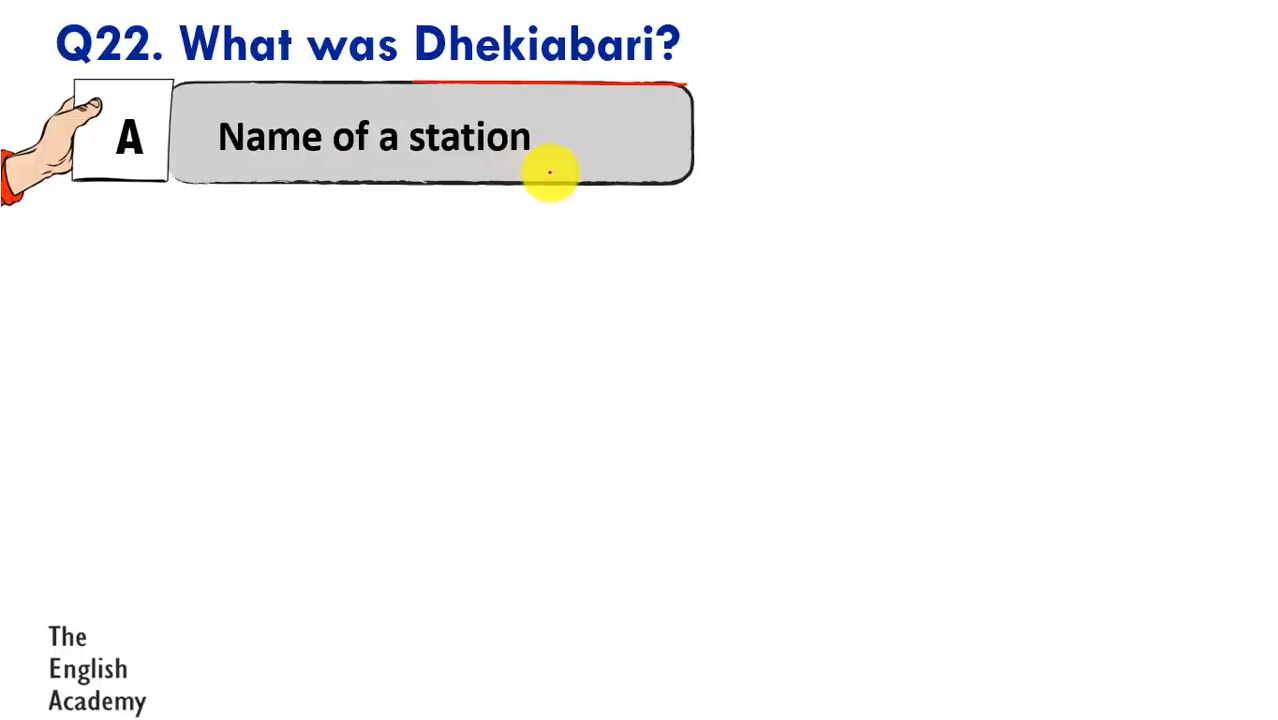 Q22. What was Dhekiabari?
A
Name of a station
The
English
Academy